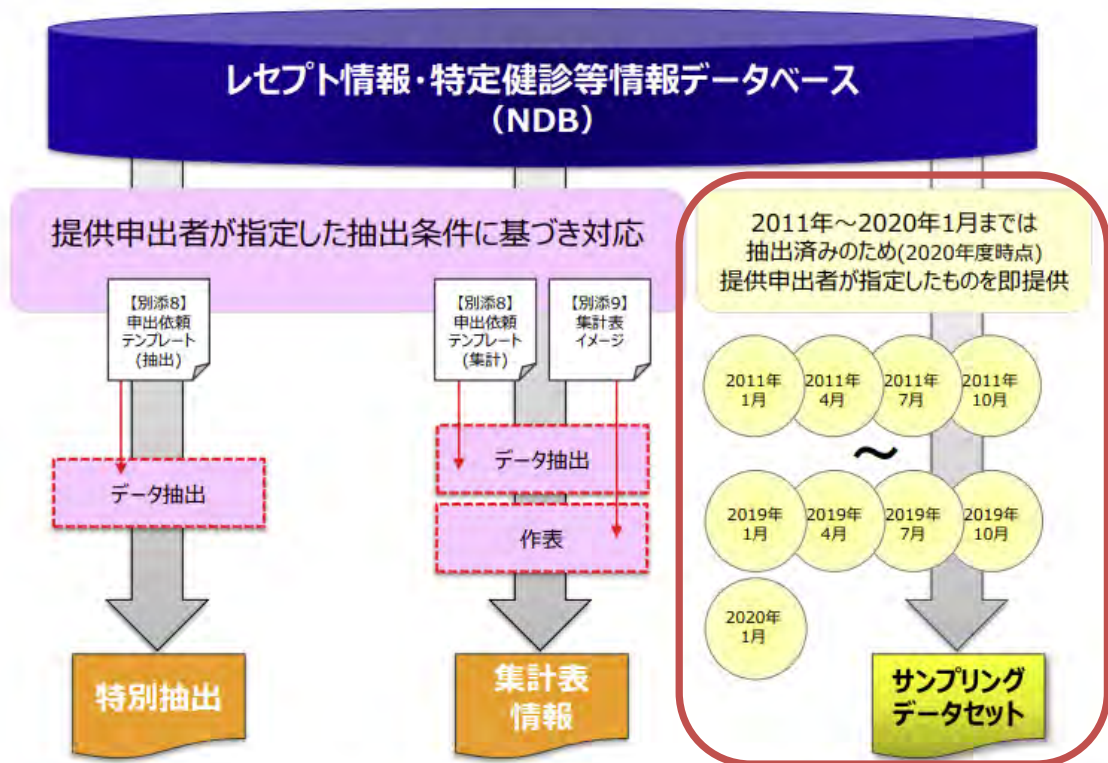 レセプト情報・特定健診等情報データベース
（NDB）
提供申出者が指定した抽出条件に基づき対応
【別添8】
申出依頼
テンプレート
(抽出)
データ抽出
特別抽出
【別添8】
申出依頼
テンプレート
(集計)
【別添9】
集計表
イメージ
データ抽出
作表
集計表
情報
2011年～2020年1月までは
抽出済みのため(2020年度時点)
提供申出者が指定したものを即提供
2011年
1月
2011年
4月
2011年
7月
2011年
10月
～
2019年
1月
2019年
4月
2019年
7月
2019年
10月
2020年
1月
サンプリング
データセット